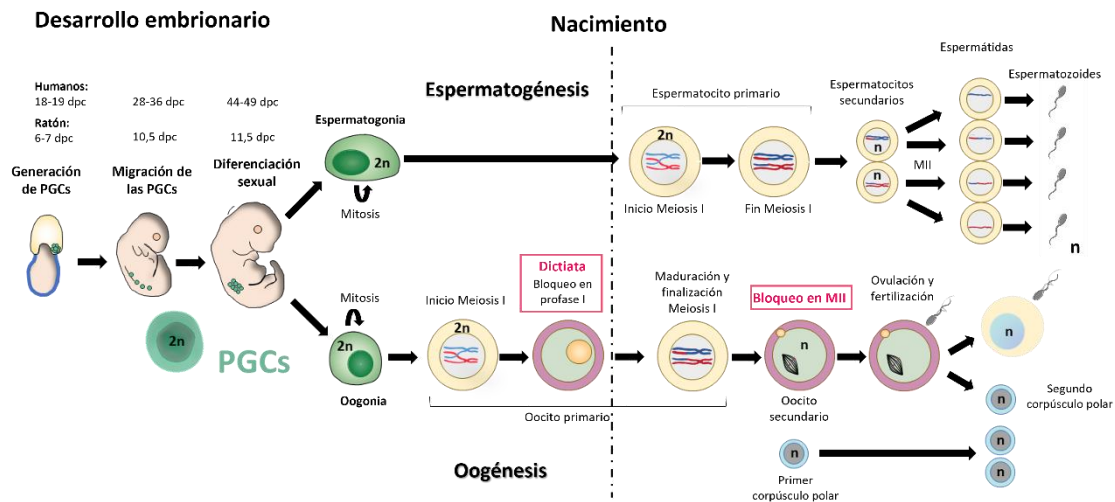 Desarrollo embrionario
Nacimiento
Humanos:
18-19 dpc
28-36 dpc
44-49 dpc
Ratón:
6-7 dpc
10,5 dpc
11,5 dpc
Generación
de PGCs
Migración de
las PGCs
Diferenciación
sexual
2n
PGCs
Espermatogénesis
Espermatogonia
2n
Mitosis
Espermatocito primario
2n
Inicio Meiosis I
Fin Meiosis I
Espermatocitos
secundarios
n
n
MII
Espermátidas
Espermatozoides
n
Mitosis
2n
Oogonia
Inicio Meiosis I
2n
Dictiata
Bloqueo en
profase I
Oocito primario
Maduración y
finalización
Meiosis I
Bloqueo en MII
n
Oocito
secundario
Ovulación y
fertilización
n
n
n
Segundo
corpúsculo polar
n
Primer
corpúsculo polar
n
n
Oogénesis